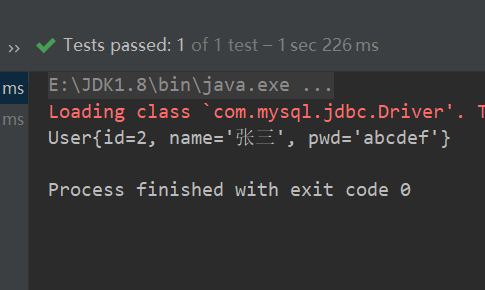 Tests passed: 1 of 1 test – 1 sec 226 ms
ms
E:\JDK1.8\bin\java.exe ...
ms
Loading class `com.mysql.jdbc.Driver'. T
User{id=2, name='张三', pwd='abcdef'}
Process finished with exit code 0